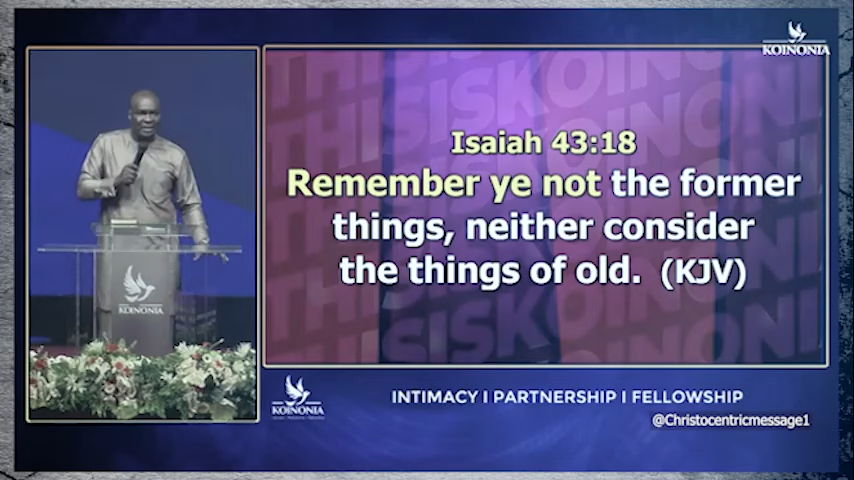 KOINONIA
Isaiah 43:18
Remember ye not the former
things, neither consider
the things of old. (KJV)
KOINONIA
KOINONIA
INTIMACY I PARTNERSHIP I FELLOWSHIP
@Christocentricmessage1